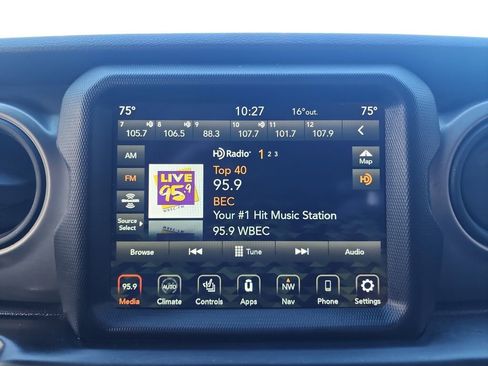 75° 10:27 16°out. 75°
7 8 9 10 11 12
105.7 106.5 88.3 107.7 101.7 107.9
AM HD Radio 1 2 3 Map
FM LIVE 95.9 Top 40 HD
95.9
BEC
Source Select Your #1 Hit Music Station
95.9 WBEC
Browse Tune Audio
95.9 AUTO NW
Media Climate Controls Apps Nav Phone Settings